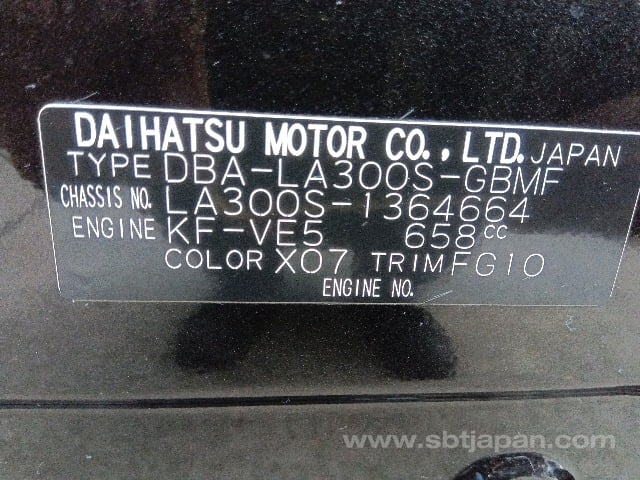 DAIHATSU MOTOR CO., LTD. JAPAN
TYPE DBA-LA300S-GBMF
CHASSIS NO. LA300S-1364664
ENGINE KF-VE5 658cc
COLOR X07 TRIM FG10
ENGINE NO.
www.sbtjapan.com